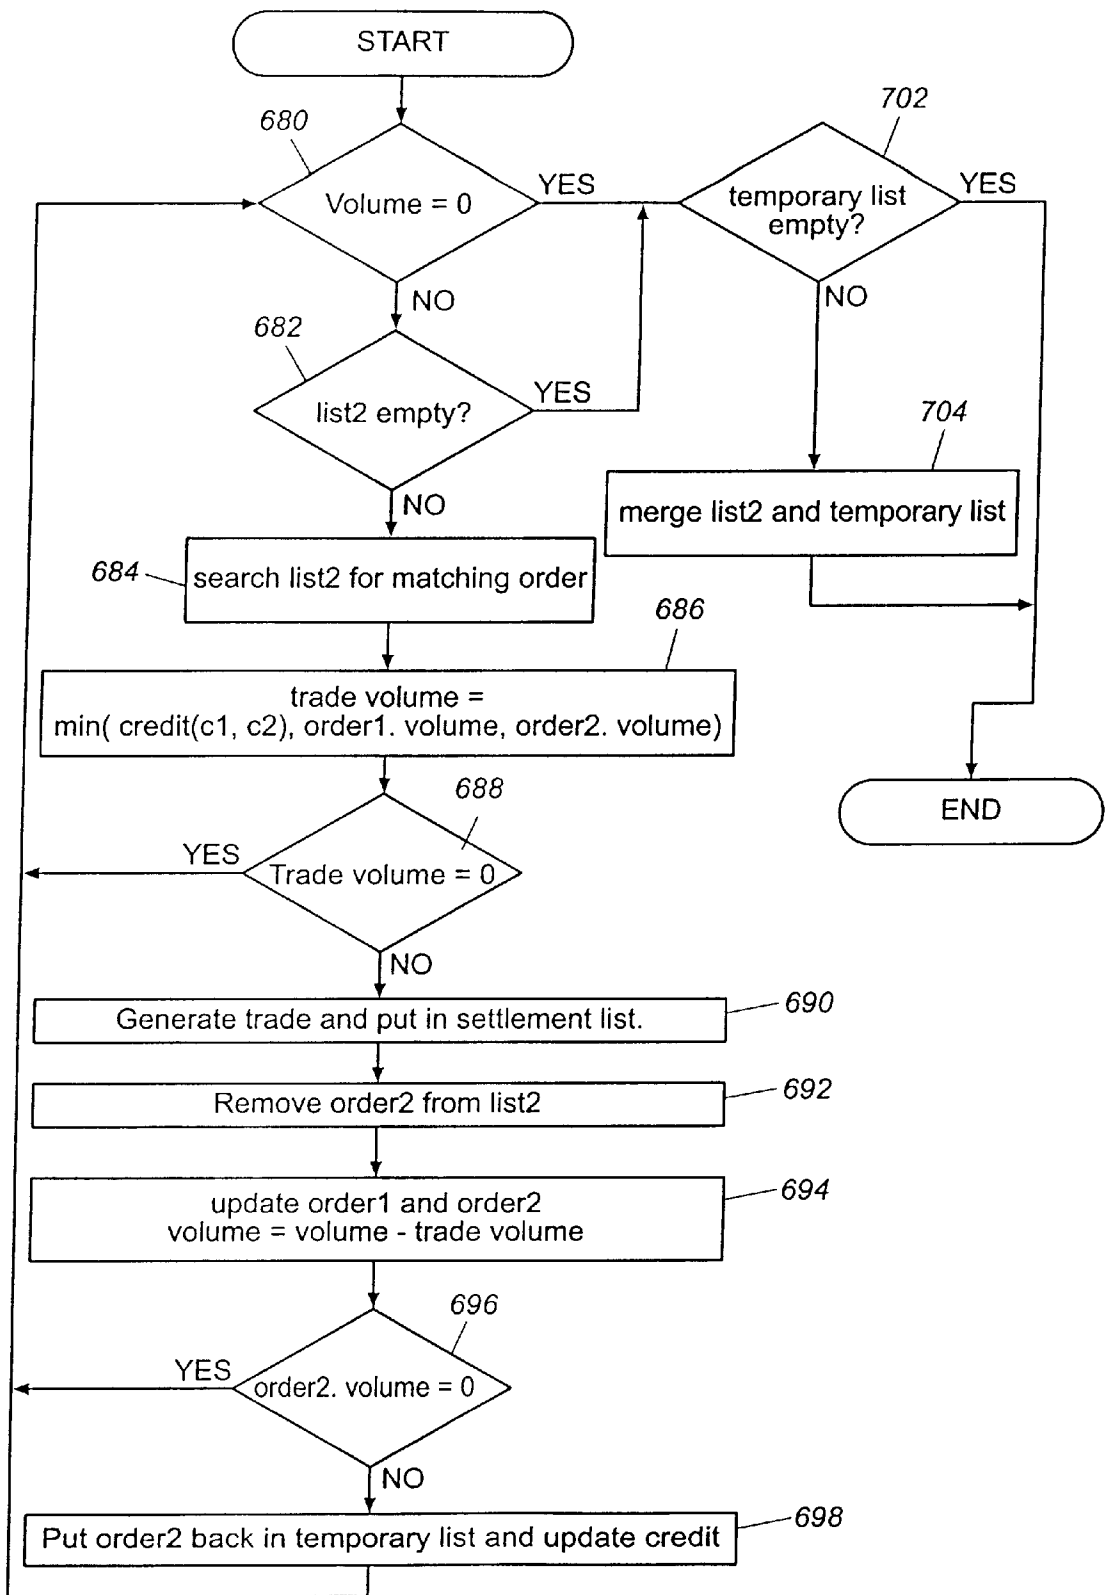 START
680
702
Volume = 0
YES
temporary list
empty?
YES
NO
NO
682
list2 empty?
YES
704
NO
merge list2 and temporary list
684
search list2 for matching order
686
trade volume =
min( credit(c1, c2), order1. volume, order2. volume)
688
END
YES
Trade volume = 0
NO
690
Generate trade and put in settlement list.
692
Remove order2 from list2
694
update order1 and order2
volume = volume - trade volume
696
YES
order2. volume = 0
NO
698
Put order2 back in temporary list and update credit